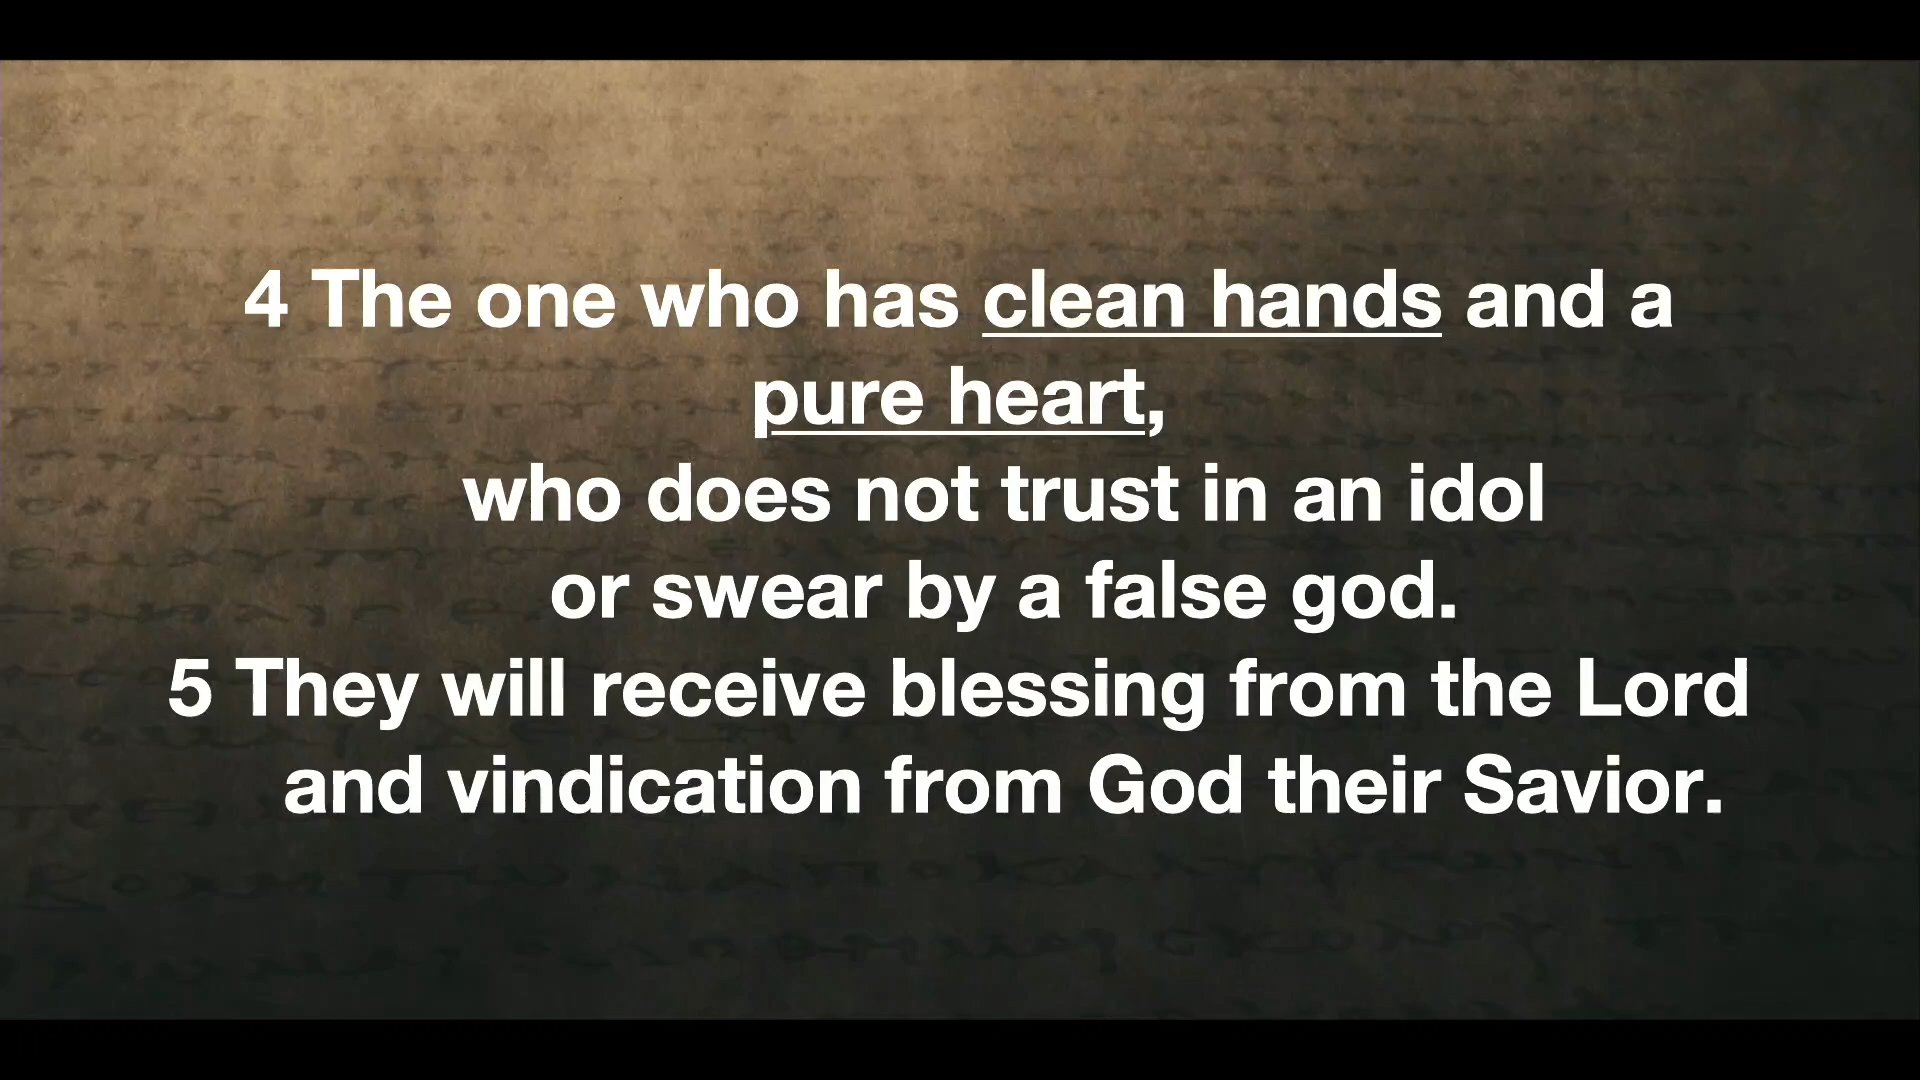 4 The one who has clean hands and a
pure heart,
who does not trust in an idol
or swear by a false god.
5 They will receive blessing from the Lord
and vindication from God their Savior.